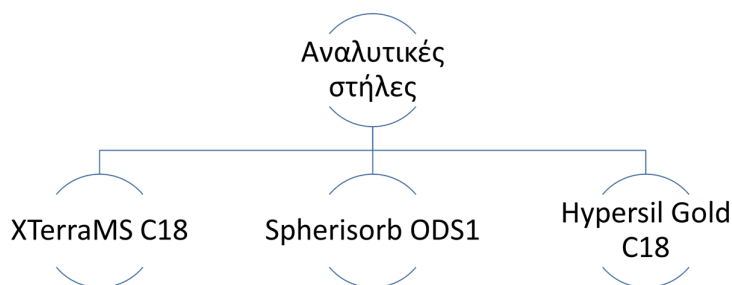 Αναλυτικές
στήλες
XTerraMS C18
Spherisorb ODS1
Hypersil Gold
C18